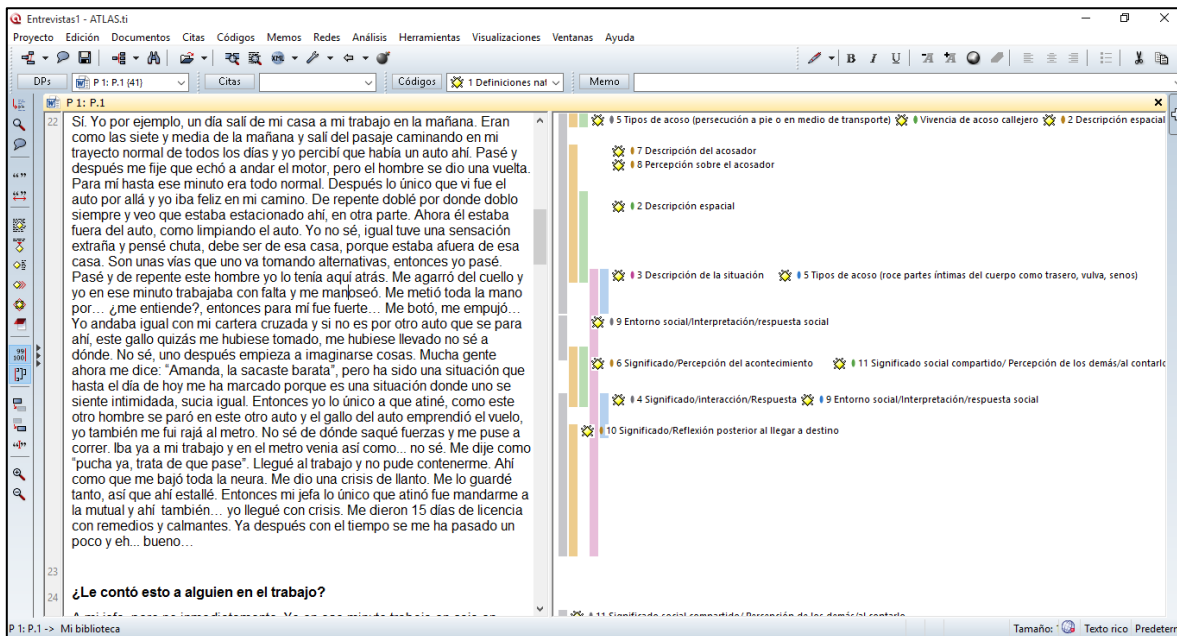 Entrevistas1 - ATLAS.ti
Proyecto Edición Documentos Citas Códigos Memos Redes Análisis Herramientas Visualizaciones Ventanas Ayuda
DPs P 1: P.1 (41) Citas Códigos 1 Definiciones nal Memo
P 1: P.1
22 Sí. Yo por ejemplo, un día salí de mi casa a mi trabajo en la mañana. Eran
como las siete y media de la mañana y salí del pasaje caminando en mi
trayecto normal de todos los días y yo percibí que había un auto ahí. Pasé y
después me fije que echó a andar el motor, pero el hombre se dio una vuelta.
Para mí hasta ese minuto era todo normal. Después lo único que vi fue el
auto por allá y yo iba feliz en mi camino. De repente doblé por donde doblo
siempre y veo que estaba estacionado ahí, en otra parte. Ahora él estaba
fuera del auto, como limpiando el auto. Yo no sé, igual tuve una sensación
extraña y pensé chuta, debe ser de esa casa, porque estaba afuera de esa
casa. Son unas vías que uno va tomando alternativas, entonces yo pasé.
Pasé y de repente este hombre yo lo tenía aquí atrás. Me agarró del cuello y
yo en ese minuto trabajaba con falta y me manoseó. Me metió toda la mano
por… ¿me entiende?, entonces para mí fue fuerte… Me botó, me empujó…
Yo andaba igual con mi cartera cruzada y si no es por otro auto que se para
ahí, este gallo quizás me hubiese tomado, me hubiese llevado no sé a
dónde. No sé, uno después empieza a imaginarse cosas. Mucha gente
ahora me dice: "Amanda, la sacaste barata", pero ha sido una situación que
hasta el día de hoy me ha marcado porque es una situación donde uno se
siente intimidada, sucia igual. Entonces yo lo único a que atiné, como este
otro hombre se paró en este otro auto y el gallo del auto emprendió el vuelo,
yo también me fui rajá al metro. No sé de dónde saqué fuerzas y me puse a
correr. Iba ya a mi trabajo y en el metro venia así como... no sé. Me dije como
"pucha ya, trata de que pase". Llegué al trabajo y no pude contenerme. Ahí
como que me bajó toda la neura. Me dio una crisis de llanto. Me lo guardé
tanto, así que ahí estallé. Entonces mi jefa lo único que atinó fue mandarme a
la mutual y ahí también… yo llegué con crisis. Me dieron 15 días de licencia
con remedios y calmantes. Ya después con el tiempo se me ha pasado un
poco y eh... bueno…
23
24 ¿Le contó esto a alguien en el trabajo?
5 Tipos de acoso (persecución a pie o en medio de transporte) Vivencia de acoso callejero 2 Descripción espacial
7 Descripción del acosador
8 Percepción sobre el acosador
2 Descripción espacial
3 Descripción de la situación 5 Tipos de acoso (roce partes íntimas del cuerpo como trasero, vulva, senos)
9 Entorno social/Interpretación/respuesta social
6 Significado/Percepción del acontecimiento 11 Significado social compartido/ Percepción de los demás/al contarlo
4 Significado/interacción/Respuesta 9 Entorno social/Interpretación/respuesta social
10 Significado/Reflexión posterior al llegar a destino
11 Significado social compartido/ Percepción de los demás/al contarlo
P 1: P.1 -> Mi biblioteca Tamaño: Texto rico Predeterr